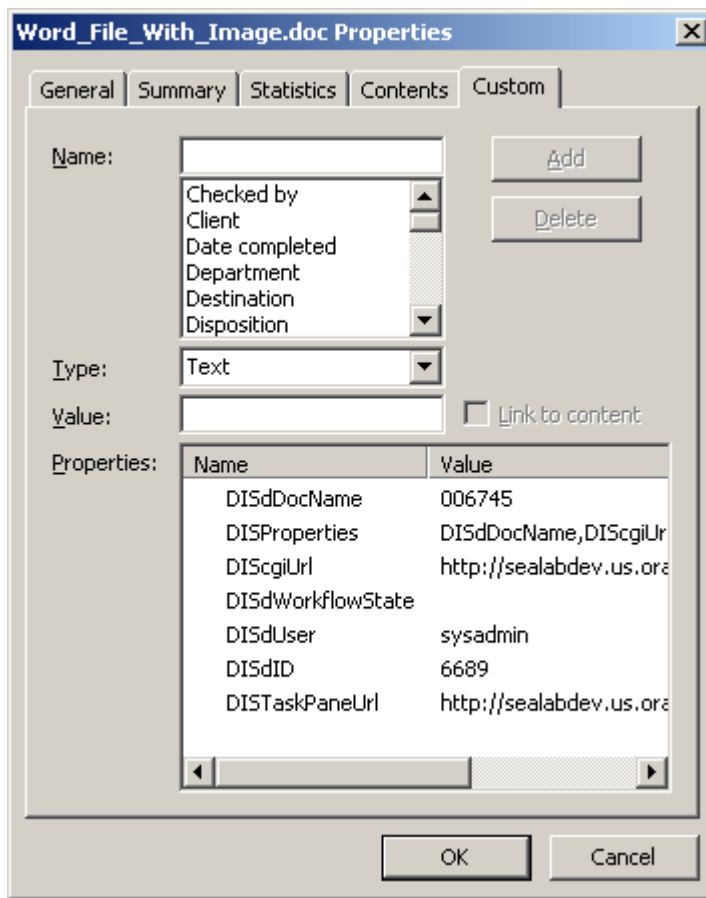 Word_File_With_Image.doc Properties
General Summary Statistics Contents Custom
Name:
Add
Checked by
Client
Date completed
Department
Destination
Disposition
Delete
Type: Text
Value: Link to content
Properties: Name Value
DISdDocName 006745
DISProperties DISdDocName,DIScgiUr
DIScgiUrl http://sealabdev.us.ora
DISdWorkflowState
DISdUser sysadmin
DISdID 6689
DISTaskPaneUrl http://sealabdev.us.ora
OK Cancel